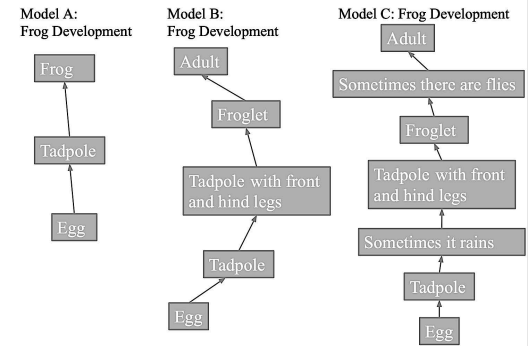 Model A:
Frog Development
Frog
Tadpole
Egg
Model B:
Frog Development
Adult
Froglet
Tadpole with front
and hind legs
Tadpole
Egg
Model C: Frog Development
Adult
Sometimes there are flies
Froglet
Tadpole with front
and hind legs
Sometimes it rains
Tadpole
Egg